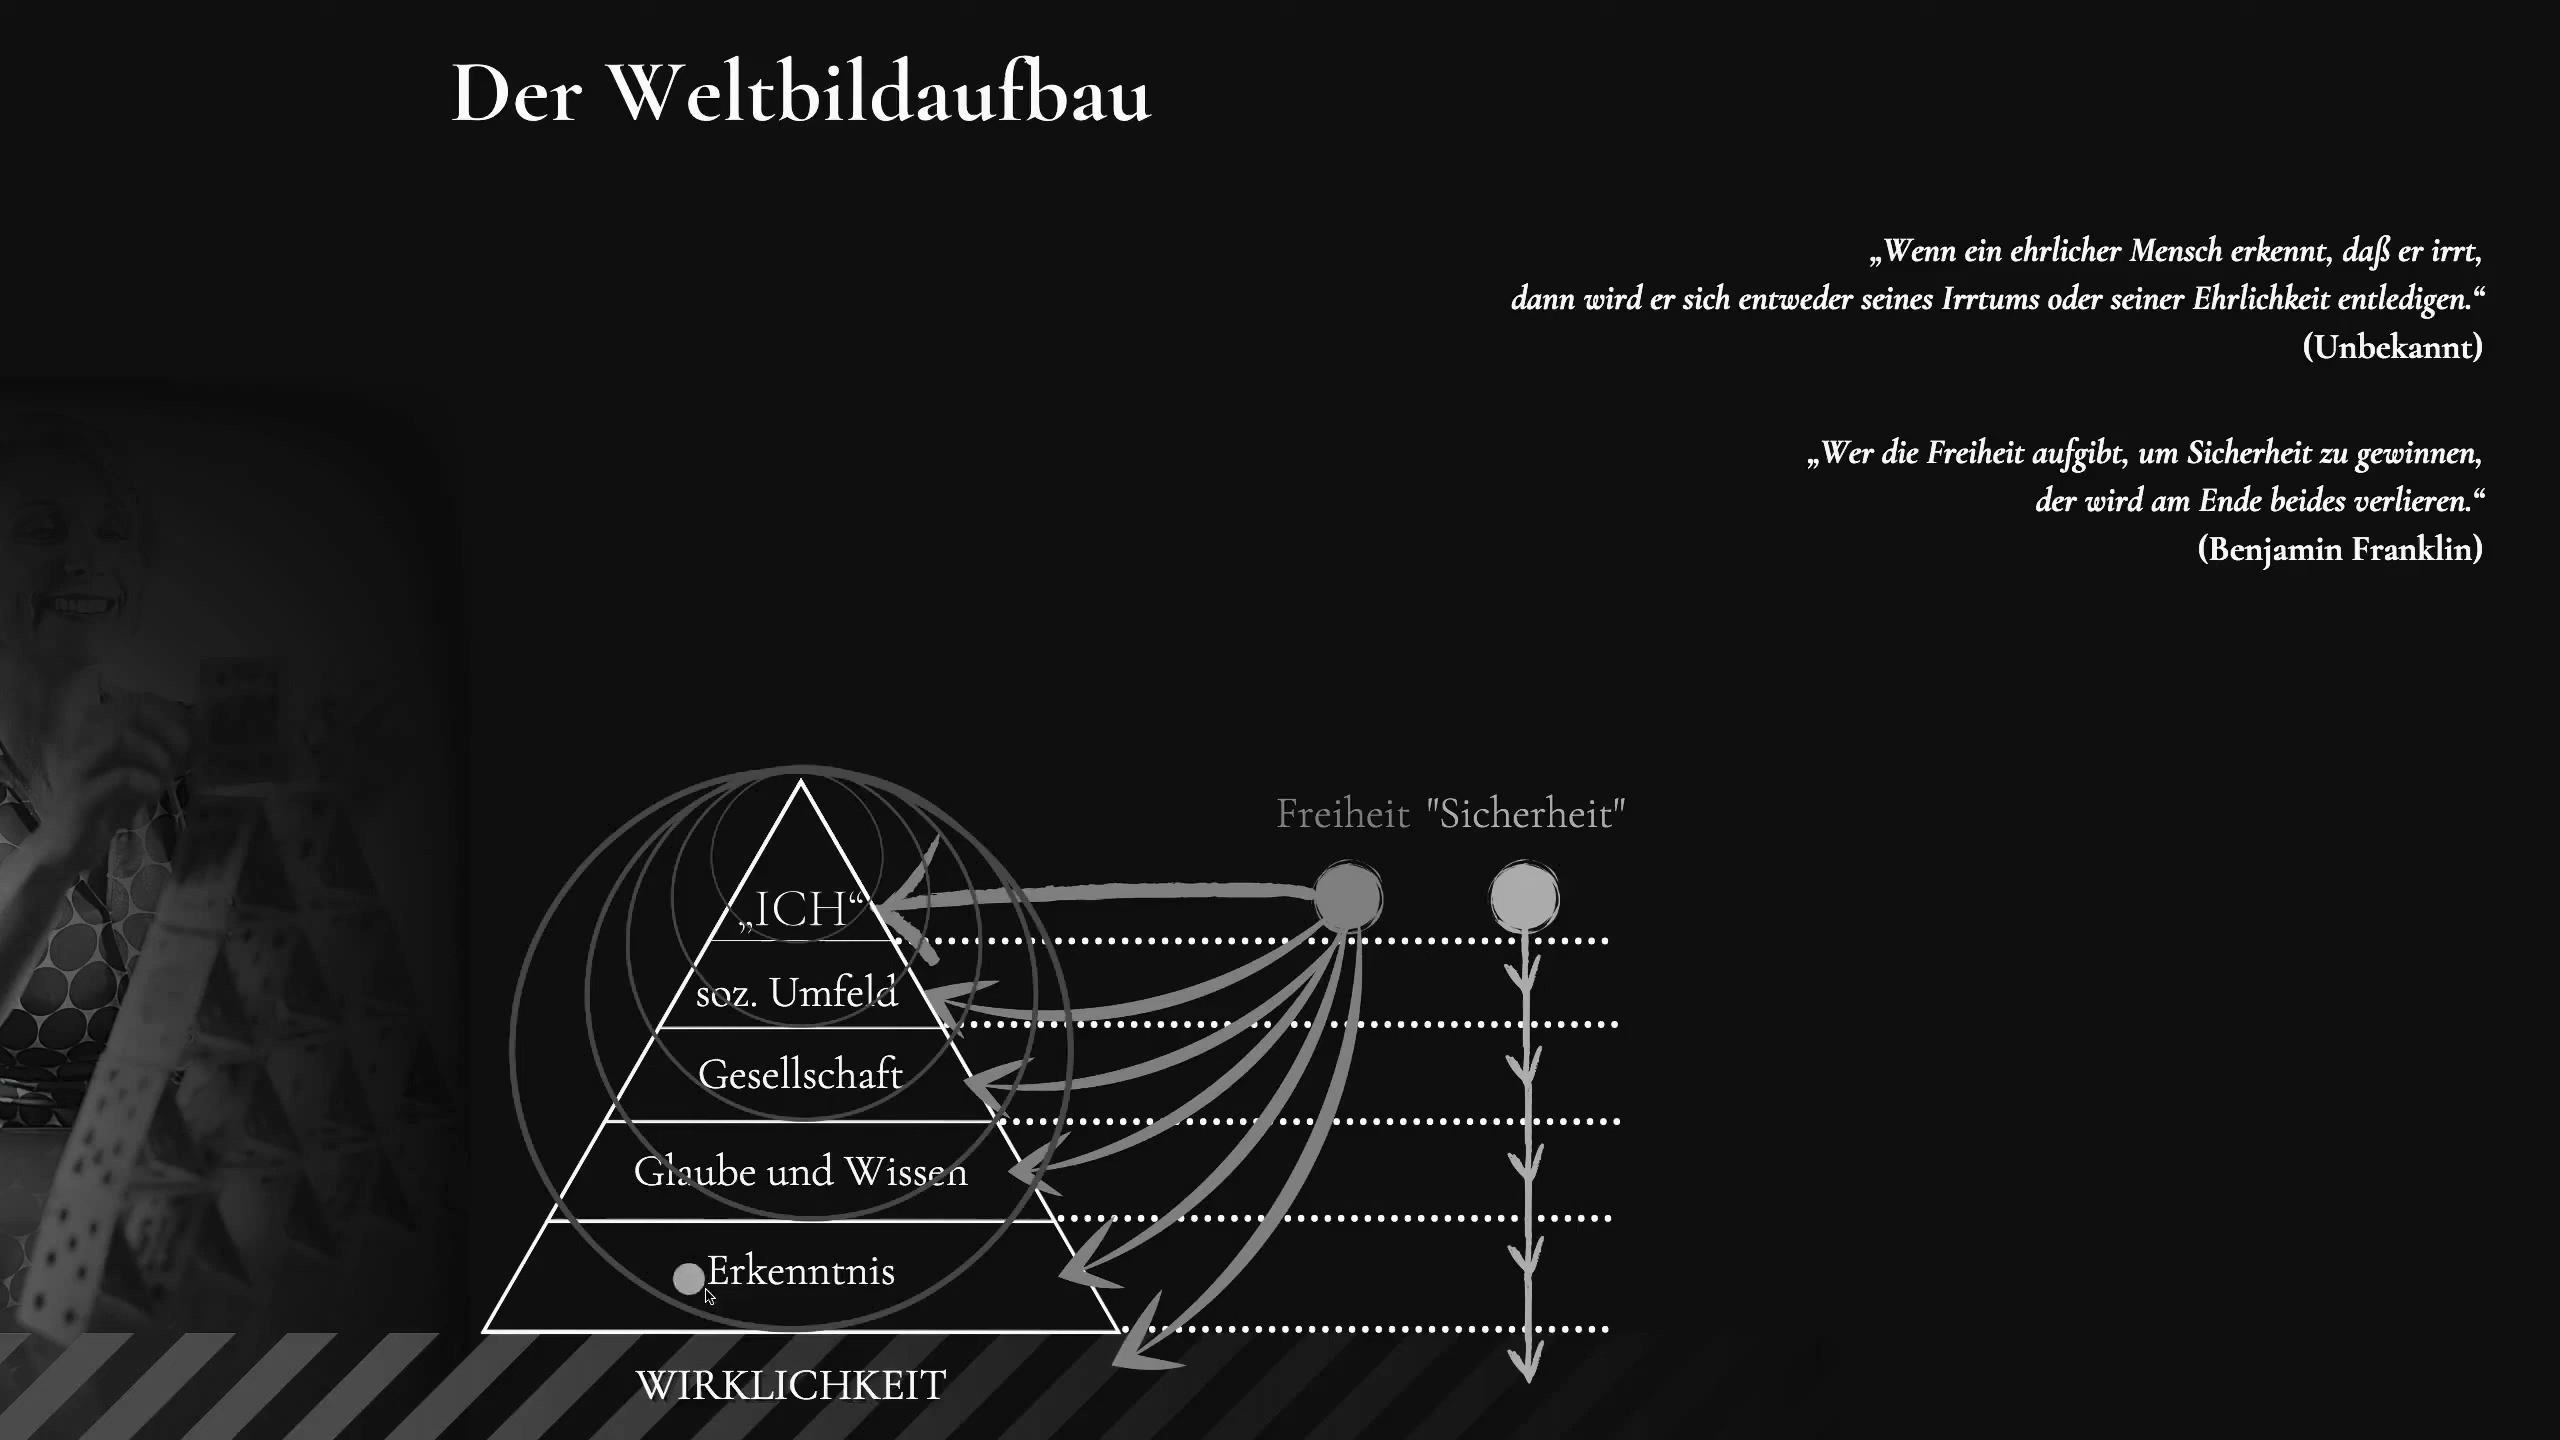 Der Weltbildaufbau
„Wenn ein ehrlicher Mensch erkennt, daß er irrt,
dann wird er sich entweder seines Irrtums oder seiner Ehrlichkeit entledigen.“
(Unbekannt)
„Wer die Freiheit aufgibt, um Sicherheit zu gewinnen,
der wird am Ende beides verlieren.“
(Benjamin Franklin)
Freiheit "Sicherheit"
„ICH“
soz. Umfeld
Gesellschaft
Glaube und Wissen
Erkenntnis
WIRKLICHKEIT